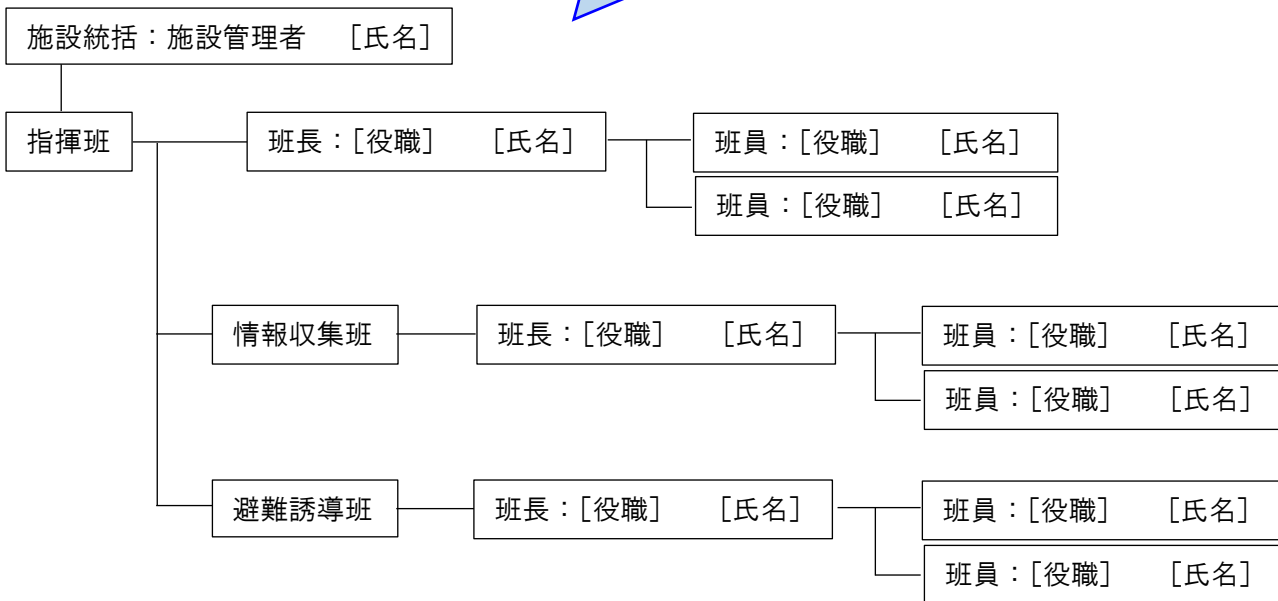 施設統括：施設管理者　［氏名］
指揮班
班長：［役職］　［氏名］
班員：［役職］　［氏名］
班員：［役職］　［氏名］
情報収集班
班長：［役職］　［氏名］
班員：［役職］　［氏名］
班員：［役職］　［氏名］
避難誘導班
班長：［役職］　［氏名］
班員：［役職］　［氏名］
班員：［役職］　［氏名］